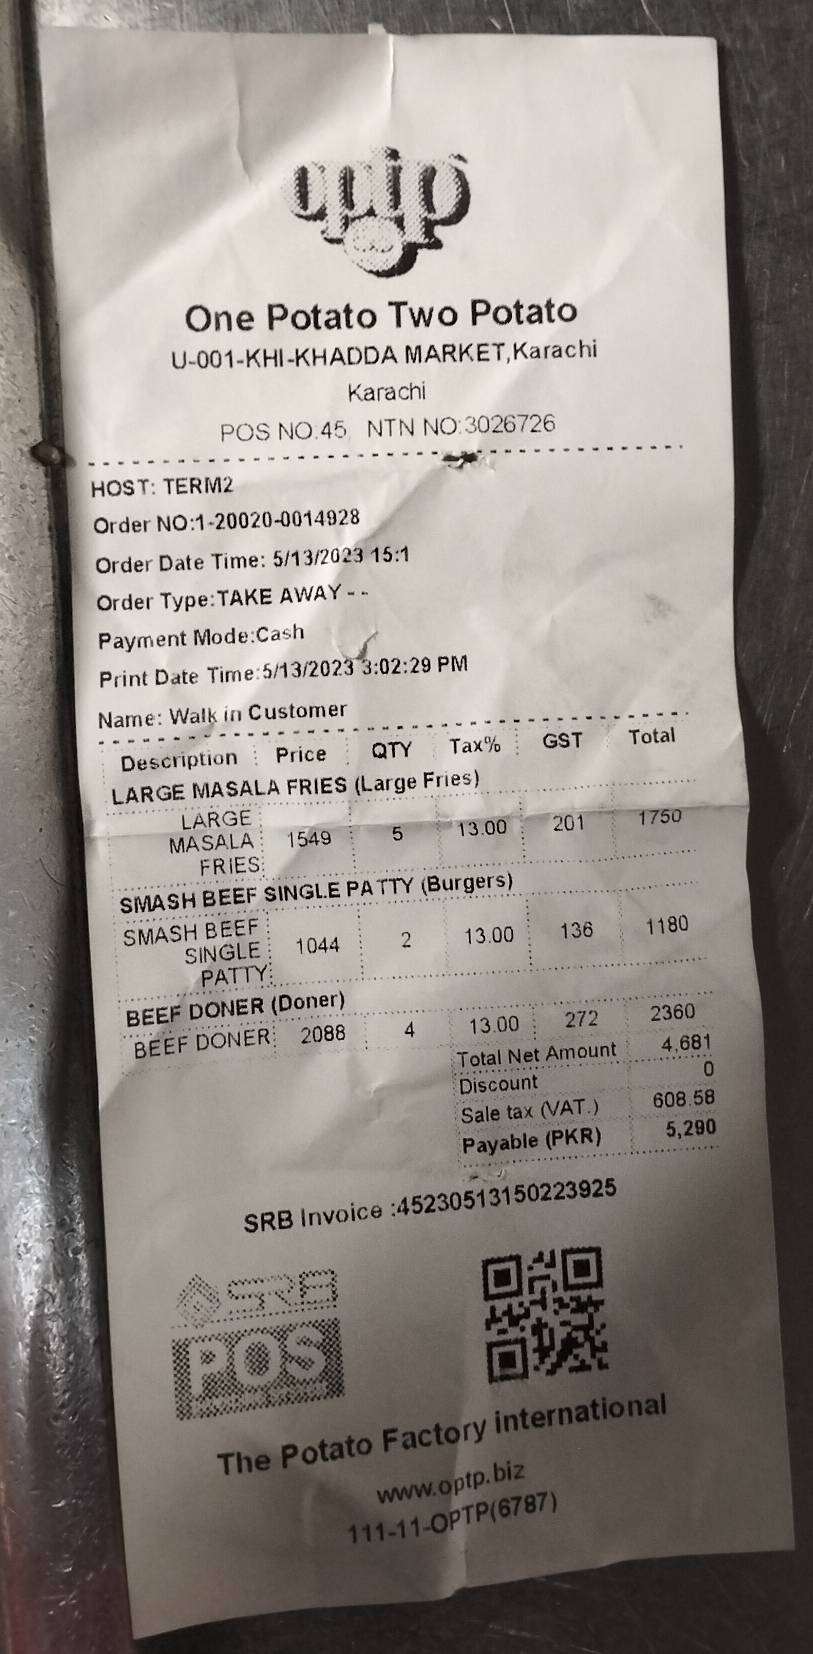 optp
One Potato Two Potato
U-001-KHI-KHADDA MARKET,Karachi
Karachi
POS NO.45 NTN NO:3026726
HOST: TERM2
Order NO:1-20020-0014928
Order Date Time: 5/13/2023 15:1
Order Type:TAKE AWAY - -
Payment Mode:Cash
Print Date Time:5/13/2023 3:02:29 PM
Name: Walk in Customer
Description Price QTY Tax% GST Total
LARGE MASALA FRIES (Large Fries)
LARGE
MASALA 1549 5 13.00 201 1750
FRIES
SMASH BEEF SINGLE PATTY (Burgers)
SMASH BEEF
SINGLE 1044 2 13.00 136 1180
PATTY
BEEF DONER (Doner)
BEEF DONER 2088 4 13.00 272 2360
Total Net Amount 4,681
Discount 0
Sale tax (VAT.) 608.58
Payable (PKR) 5,290
SRB Invoice :45230513150223925
SRB
POS
The Potato Factory international
www.optp.biz
111-11-OPTP(6787)